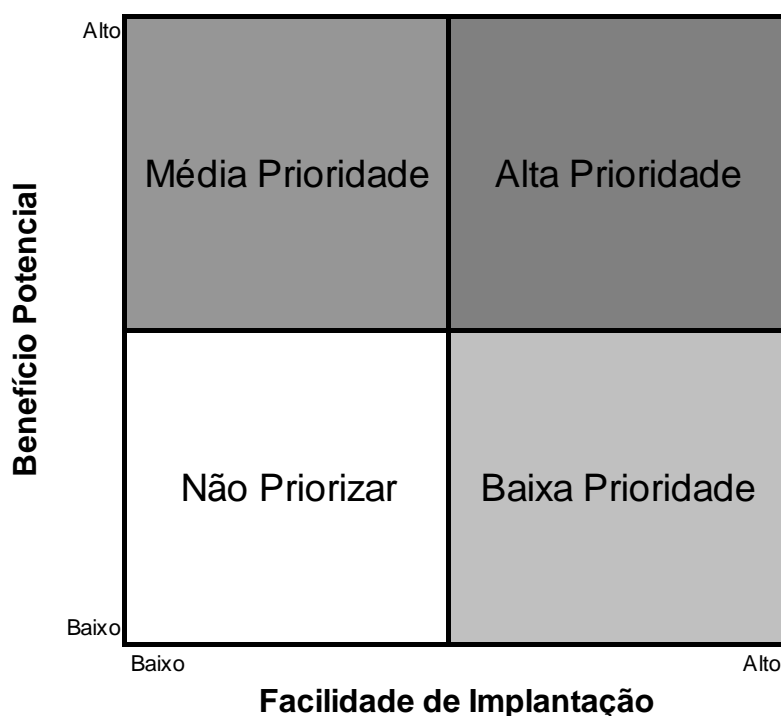 Alto
Média Prioridade
Alta Prioridade
Benefício Potencial
Não Priorizar
Baixa Prioridade
Baixo
Baixo
Alto
Facilidade de Implantação